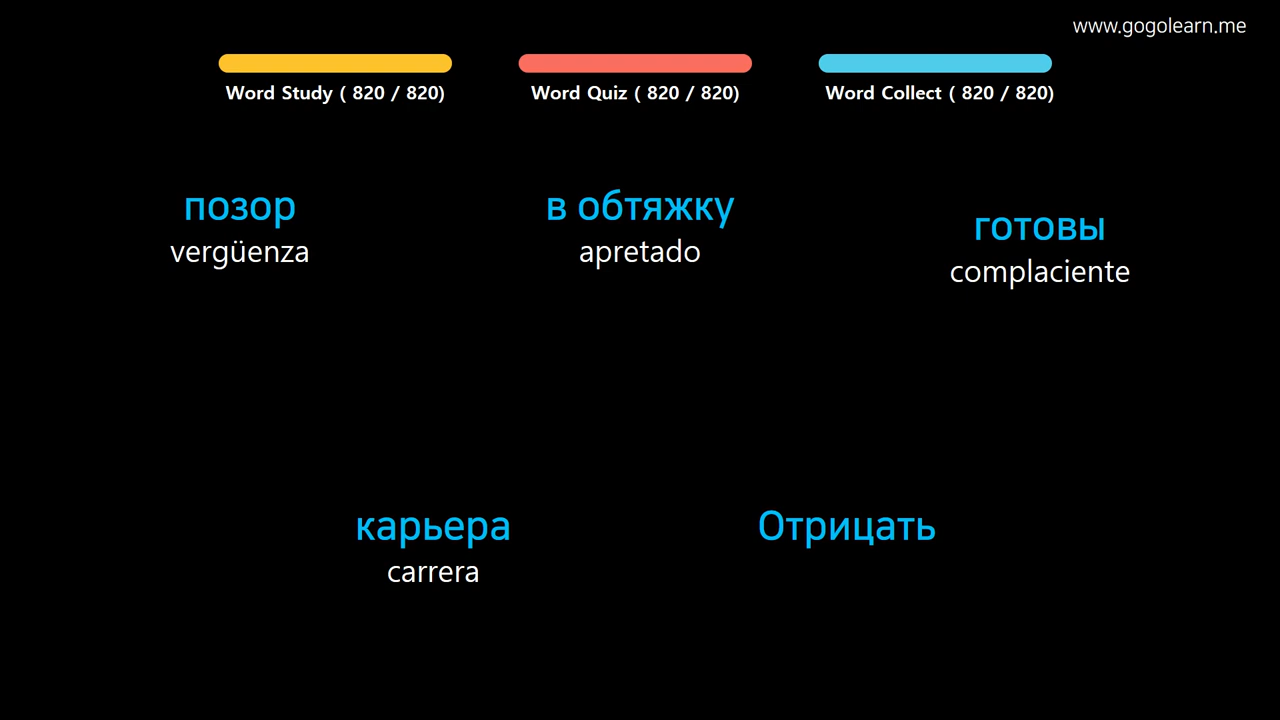 www.gogolearn.me
Word Study ( 820 / 820)
Word Quiz ( 820 / 820)
Word Collect ( 820 / 820)
позор
vergüenza
в обтяжку
apretado
готовы
complaciente
карьера
carrera
Отрицать